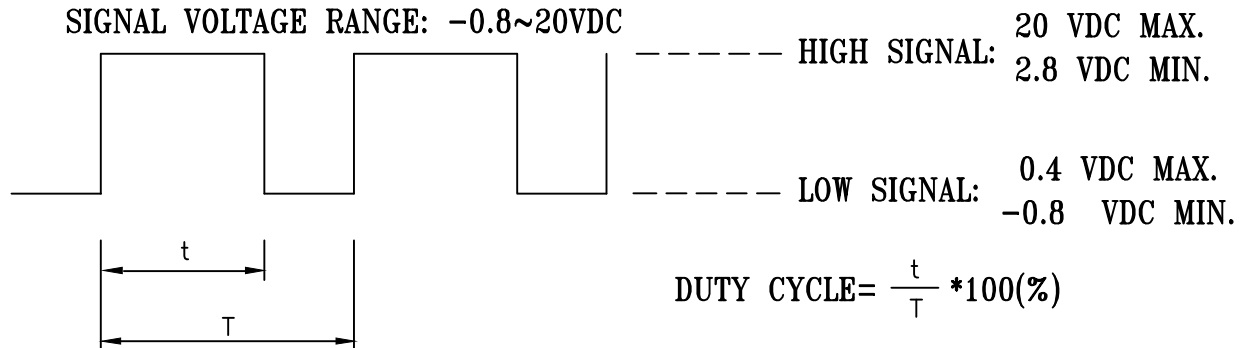 SIGNAL VOLTAGE RANGE: -0.8~20VDC
HIGH SIGNAL: 20 VDC MAX.
2.8 VDC MIN.
LOW SIGNAL: 0.4 VDC MAX.
-0.8 VDC MIN.
t
T
DUTY CYCLE= t/T *100(%)